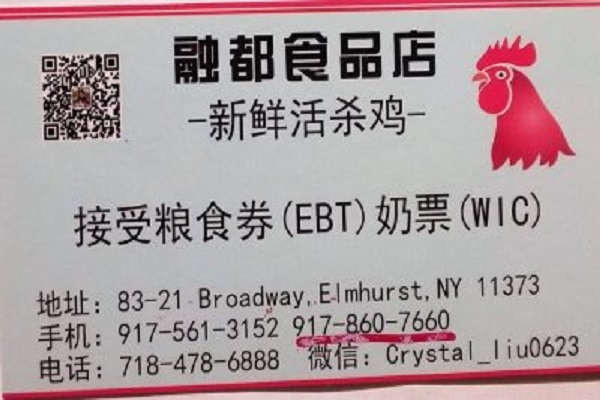 融都食品店
-新鲜活杀鸡-
接受粮食券(EBT)奶票(WIC)
地址：83-21 Broadway,Elmhurst,NY 11373
手机：917-561-3152 917-860-7660
电话：718-478-6888 微信：Crystal_liu0623